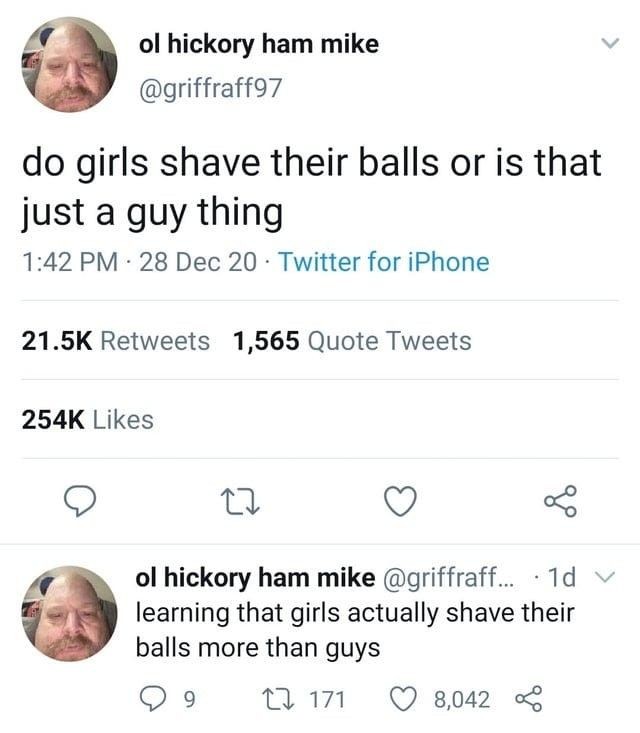 ol hickory ham mike
@griffraff97
do girls shave their balls or is that
just a guy thing
1:42 PM · 28 Dec 20 · Twitter for iPhone
21.5K Retweets 1,565 Quote Tweets
254K Likes
ol hickory ham mike @griffraff... · 1d
learning that girls actually shave their
balls more than guys
9 171 8,042